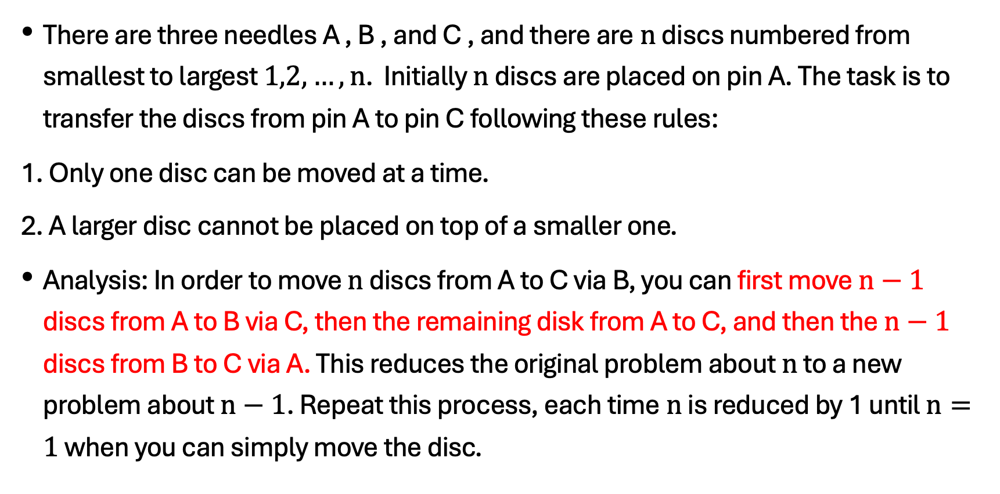 • There are three needles A , B , and C , and there are n discs numbered from
smallest to largest 1,2, … , n.  Initially n discs are placed on pin A. The task is to
transfer the discs from pin A to pin C following these rules:
1. Only one disc can be moved at a time.
2. A larger disc cannot be placed on top of a smaller one.
• Analysis: In order to move n discs from A to C via B, you can first move n − 1
discs from A to B via C, then the remaining disk from A to C, and then the n − 1
discs from B to C via A. This reduces the original problem about n to a new
problem about n − 1. Repeat this process, each time n is reduced by 1 until n =
1 when you can simply move the disc.